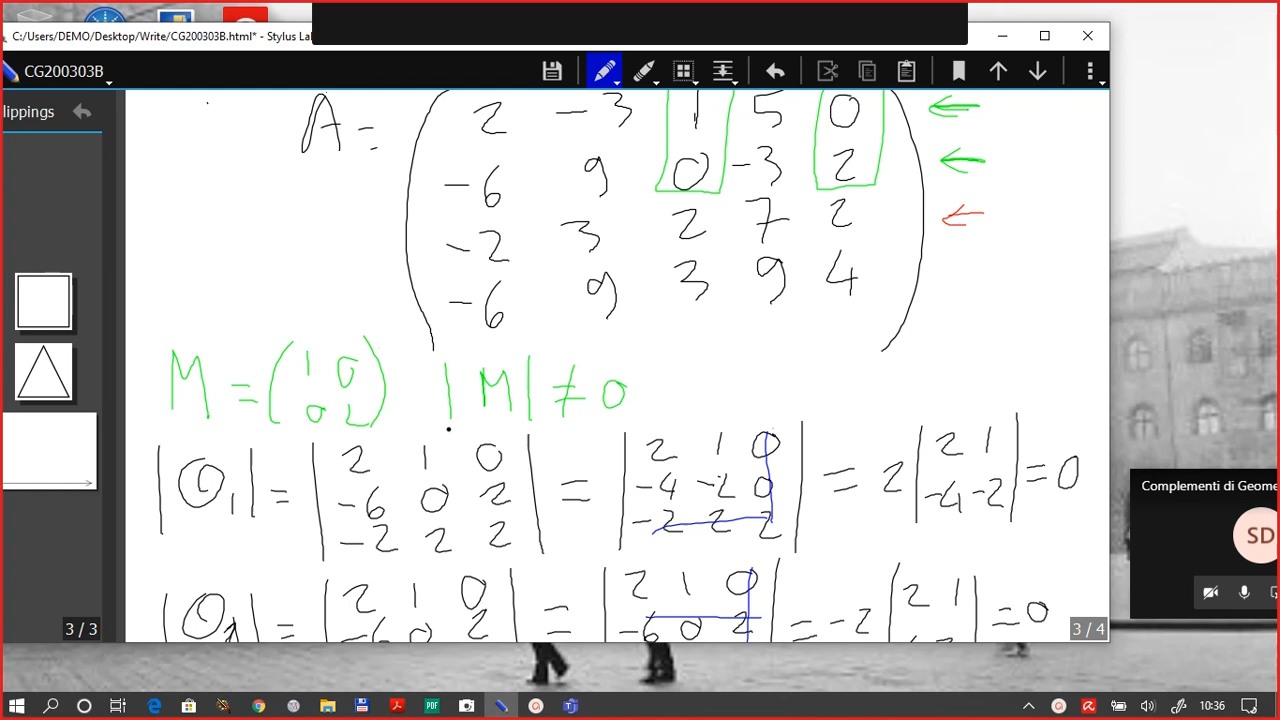 C:/Users/DEMO/Desktop/Write/CG200303B.html* - Stylus La
CG200303B
lippings
A = ( 2 -3 1 5 0 ) ←
-6 9 0 -3 2 ←
-2 3 2 7 2 ←
-6 9 3 9 4
M = ( 1 0 |M| ≠ 0
0 2 )
|O₁| = | 2 1 0 | = | 2 1 0 | = 2 | 2 1 | = 0
-6 0 2 -4 -2 0 -4 -2
-2 2 2 -2 2 2
= | 2 1 0 | = | 2 1 0 | = -2 | 2 1 | = 0
-6 0 2 -6 0 2
3 / 3
3 / 4
Complementi di Geome
SD
PDF
10:36